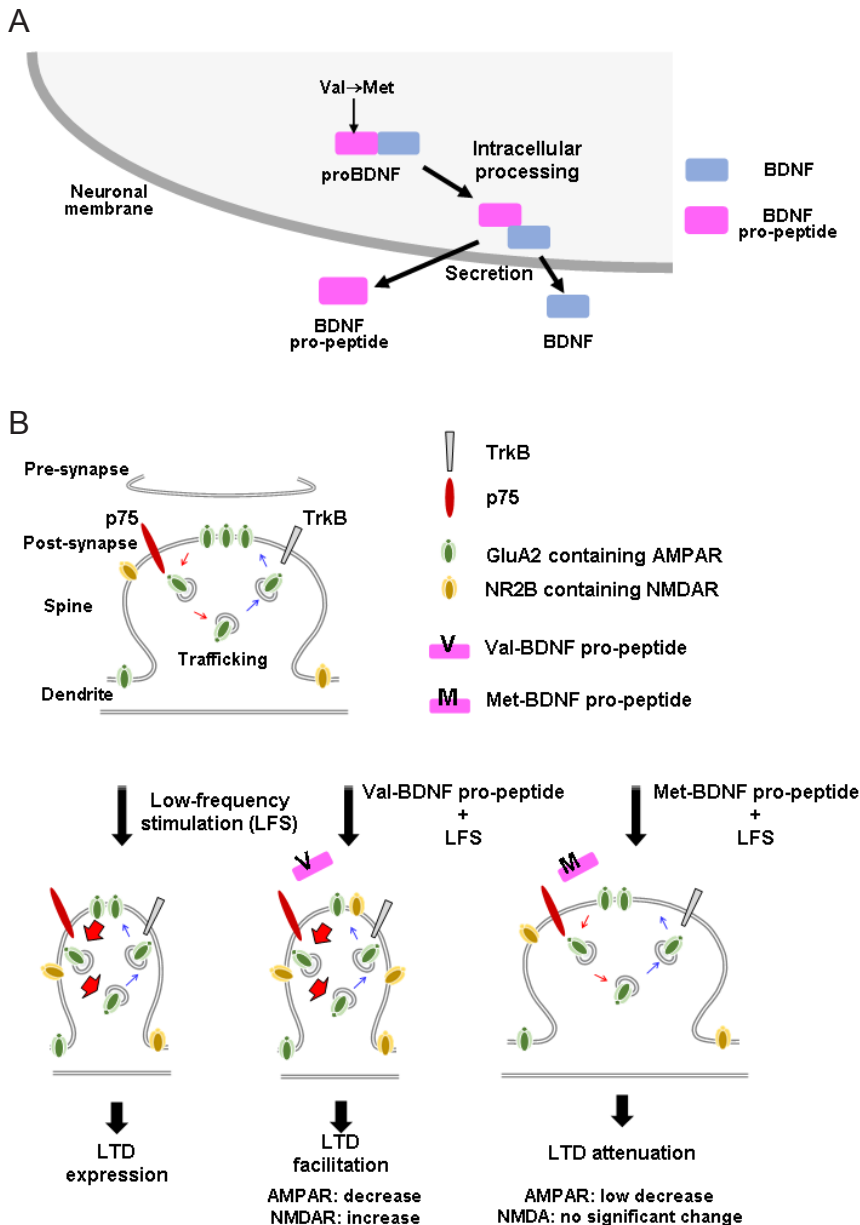 A
Val→Met
proBDNF
Intracellular
processing
Neuronal
membrane
Secretion
BDNF
pro-peptide
BDNF
BDNF
BDNF
pro-peptide
B
Pre-synapse
p75
TrkB
Post-synapse
Spine
Trafficking
Dendrite
TrkB
p75
GluA2 containing AMPAR
NR2B containing NMDAR
V
Val-BDNF pro-peptide
M
Met-BDNF pro-peptide
Low-frequency
stimulation (LFS)
Val-BDNF pro-peptide
+
LFS
Met-BDNF pro-peptide
+
LFS
V
M
LTD
expression
LTD
facilitation
AMPAR: decrease
NMDAR: increase
LTD attenuation
AMPAR: low decrease
NMDA: no significant change